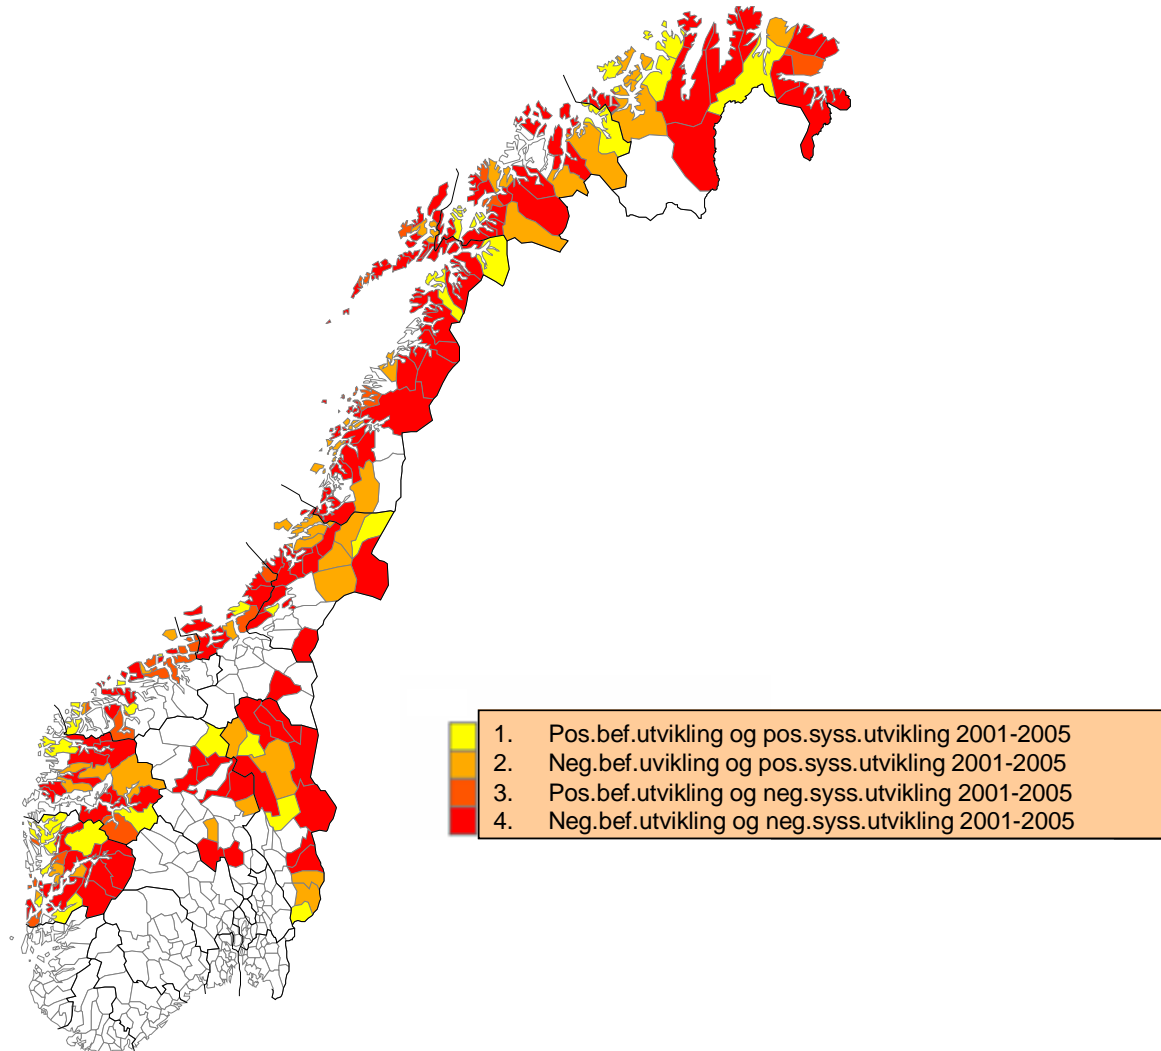 1. Pos.bef.utvikling og pos.syss.utvikling 2001-2005
2. Neg.bef.uvikling og pos.syss.utvikling 2001-2005
3. Pos.bef.utvikling og neg.syss.utvikling 2001-2005
4. Neg.bef.utvikling og neg.syss.utvikling 2001-2005